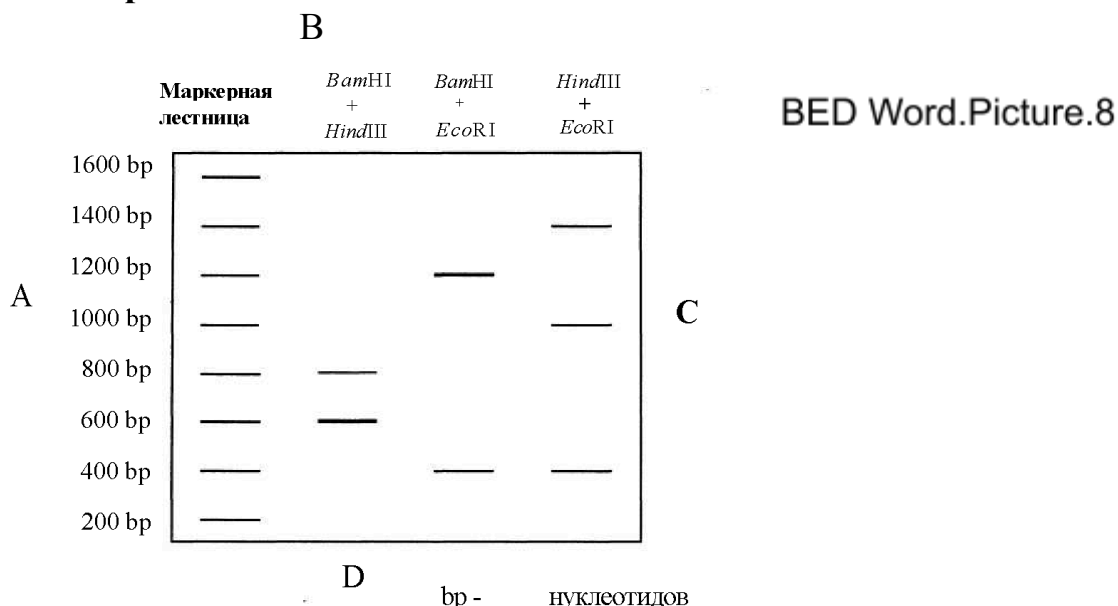 B
Маркерная лестница
BamHI + HindIII
BamHI + EcoRI
HindIII + EcoRI
BED Word.Picture.8
1600 bp
1400 bp
1200 bp
A
1000 bp
C
800 bp
600 bp
400 bp
200 bp
D
bp - нуклеотидов